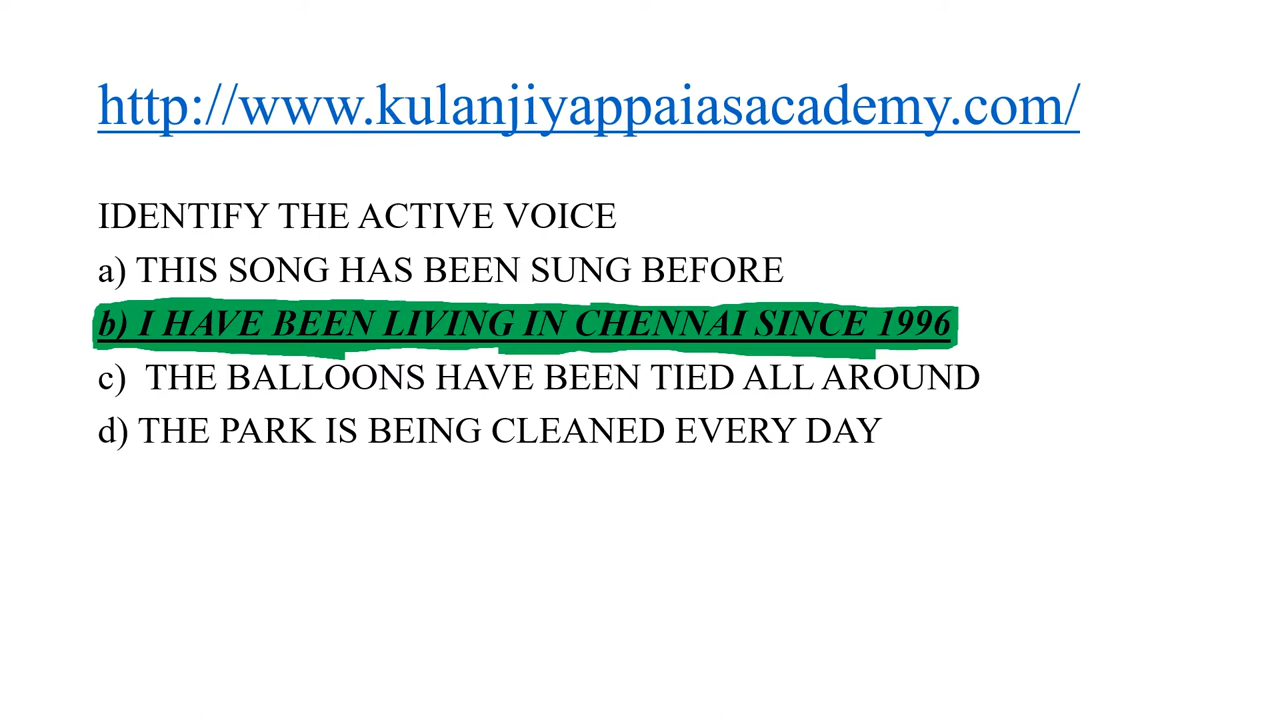 http://www.kulanjiyappaiasacademy.com/
IDENTIFY THE ACTIVE VOICE
a) THIS SONG HAS BEEN SUNG BEFORE
b) I HAVE BEEN LIVING IN CHENNAI SINCE 1996
c) THE BALLOONS HAVE BEEN TIED ALL AROUND
d) THE PARK IS BEING CLEANED EVERY DAY